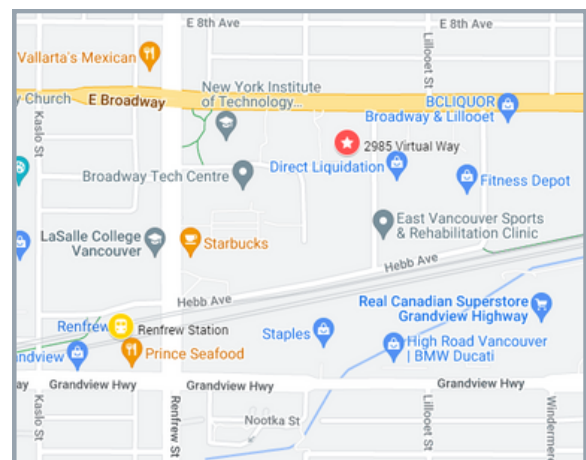 E 8th Ave
E 8th Ave
Vallarta's Mexican
Lillooet St
New York Institute
of Technology...
y Church
E Broadway
BCLIQUOR
Broadway & Lillooet
Kaslo St
2985 Virtual Way
Direct Liquidation
Broadway Tech Centre
Fitness Depot
East Vancouver Sports
& Rehabilitation Clinic
LaSalle College
Vancouver
Starbucks
Hebb Ave
Hebb Ave
Real Canadian Superstore
Grandview Highway
Renfrew
Renfrew Station
Staples
High Road Vancouver
| BMW Ducati
andview
Prince Seafood
ay
Grandview Hwy
Grandview Hwy
Grandview Hwy
Kaslo St
Renfrew St
Nootka St
Lillooet St
Windermere